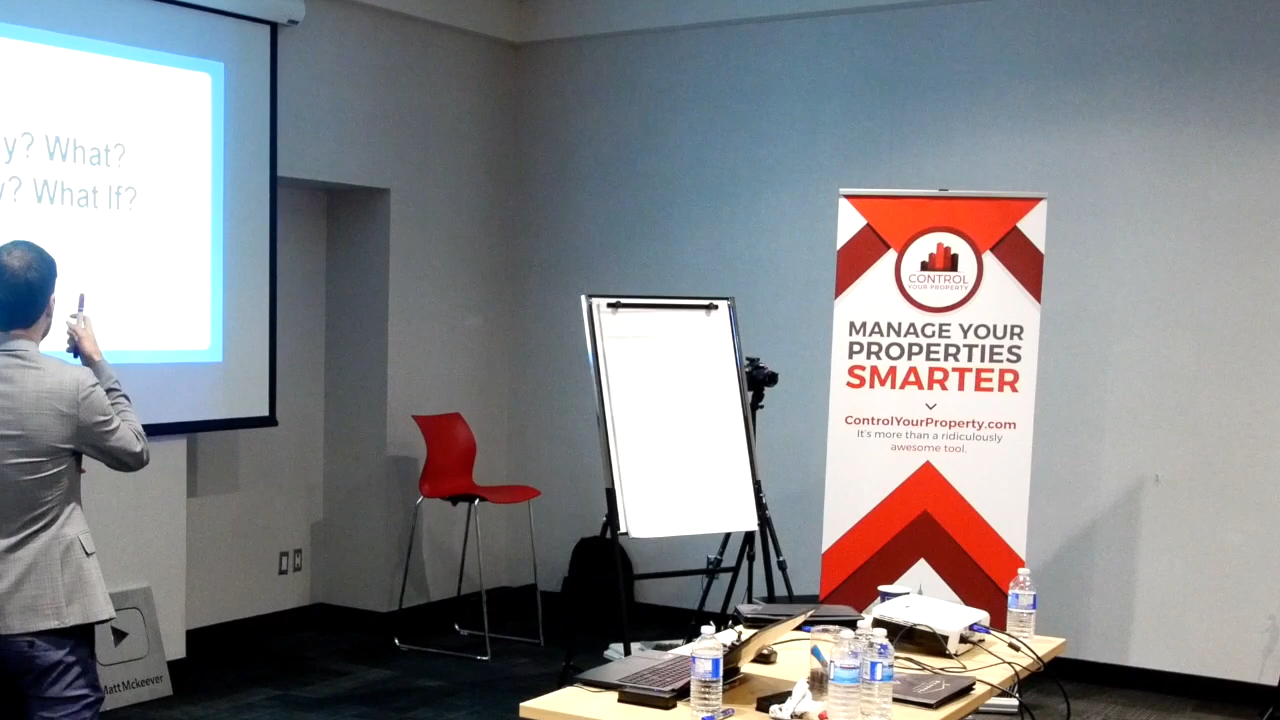 y? What?
? What If?
CONTROL
YOUR PROPERTY
MANAGE YOUR
PROPERTIES
SMARTER
ControlYourProperty.com
It's more than a ridiculously
awesome tool.
Matt Mckeever